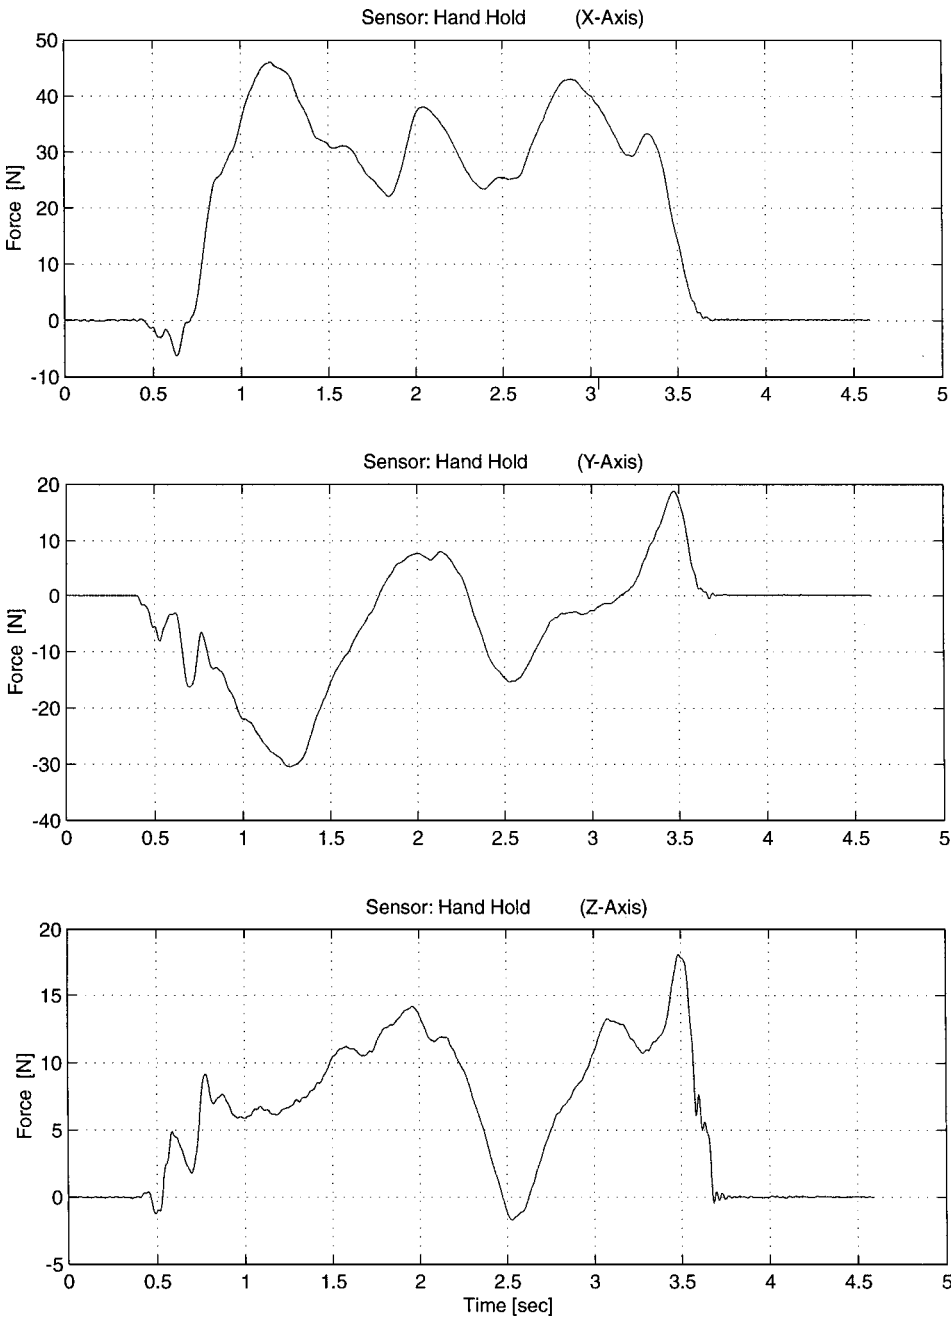 Sensor: Hand Hold (X-Axis)
50
40
30
20
10
0
-10
Force [N]
0 0.5 1 1.5 2 2.5 3 3.5 4 4.5 5
Sensor: Hand Hold (Y-Axis)
20
10
0
-10
-20
-30
-40
Force [N]
0 0.5 1 1.5 2 2.5 3 3.5 4 4.5 5
Sensor: Hand Hold (Z-Axis)
20
15
10
5
0
-5
Force [N]
0 0.5 1 1.5 2 2.5 3 3.5 4 4.5 5
Time [sec]